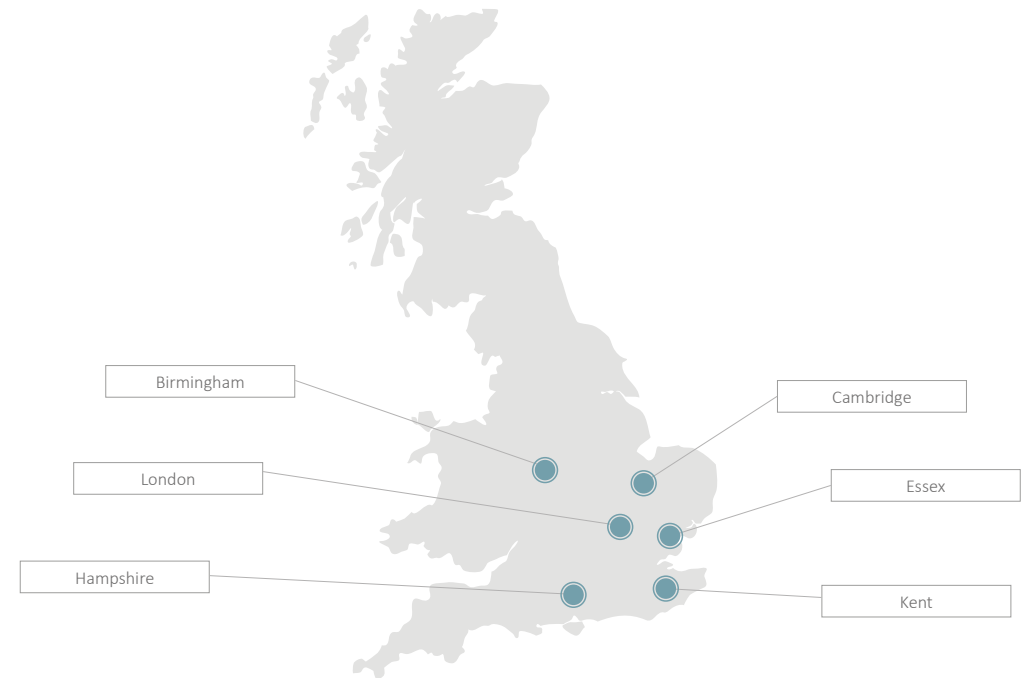 Birmingham
Cambridge
London
Essex
Hampshire
Kent